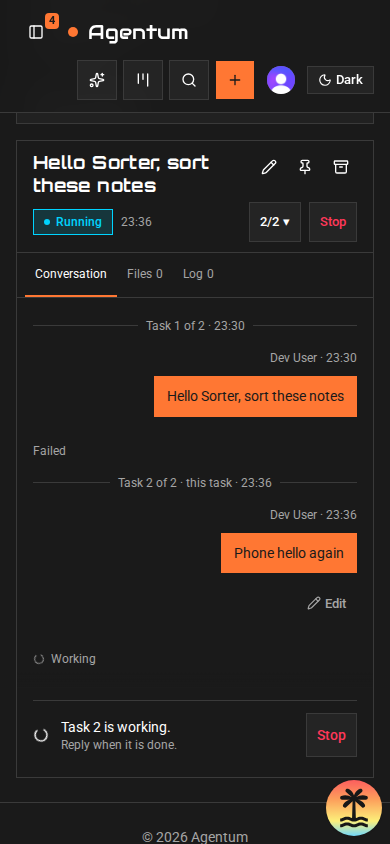 4
Agentum
Dark
Hello Sorter, sort
these notes
Running 23:36
2/2 ▾ Stop
Conversation Files 0 Log 0
Task 1 of 2 · 23:30
Dev User · 23:30
Hello Sorter, sort these notes
Failed
Task 2 of 2 · this task · 23:36
Dev User · 23:36
Phone hello again
Edit
Working
Task 2 is working.
Reply when it is done.
Stop
© 2026 Agentum